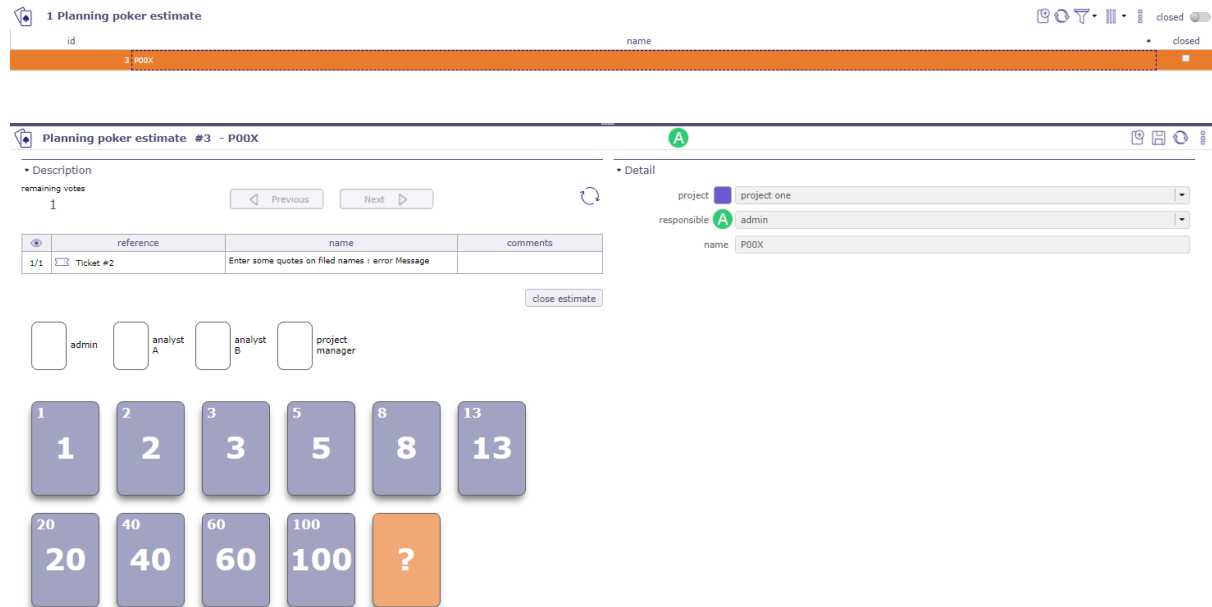 1 Planning poker estimate
closed
id name closed
3 P00X
Planning poker estimate #3 - P00X
A
Description
remaining votes
1
Previous Next
reference name comments
1/1 Ticket #2 Enter some quotes on filed names : error Message
close estimate
admin
analyst
A
analyst
B
project
manager
1 2 3 5 8 13
1 2 3 5 8 13
20 40 60 100
20 40 60 100 ?
Detail
project project one
responsible A admin
name P00X